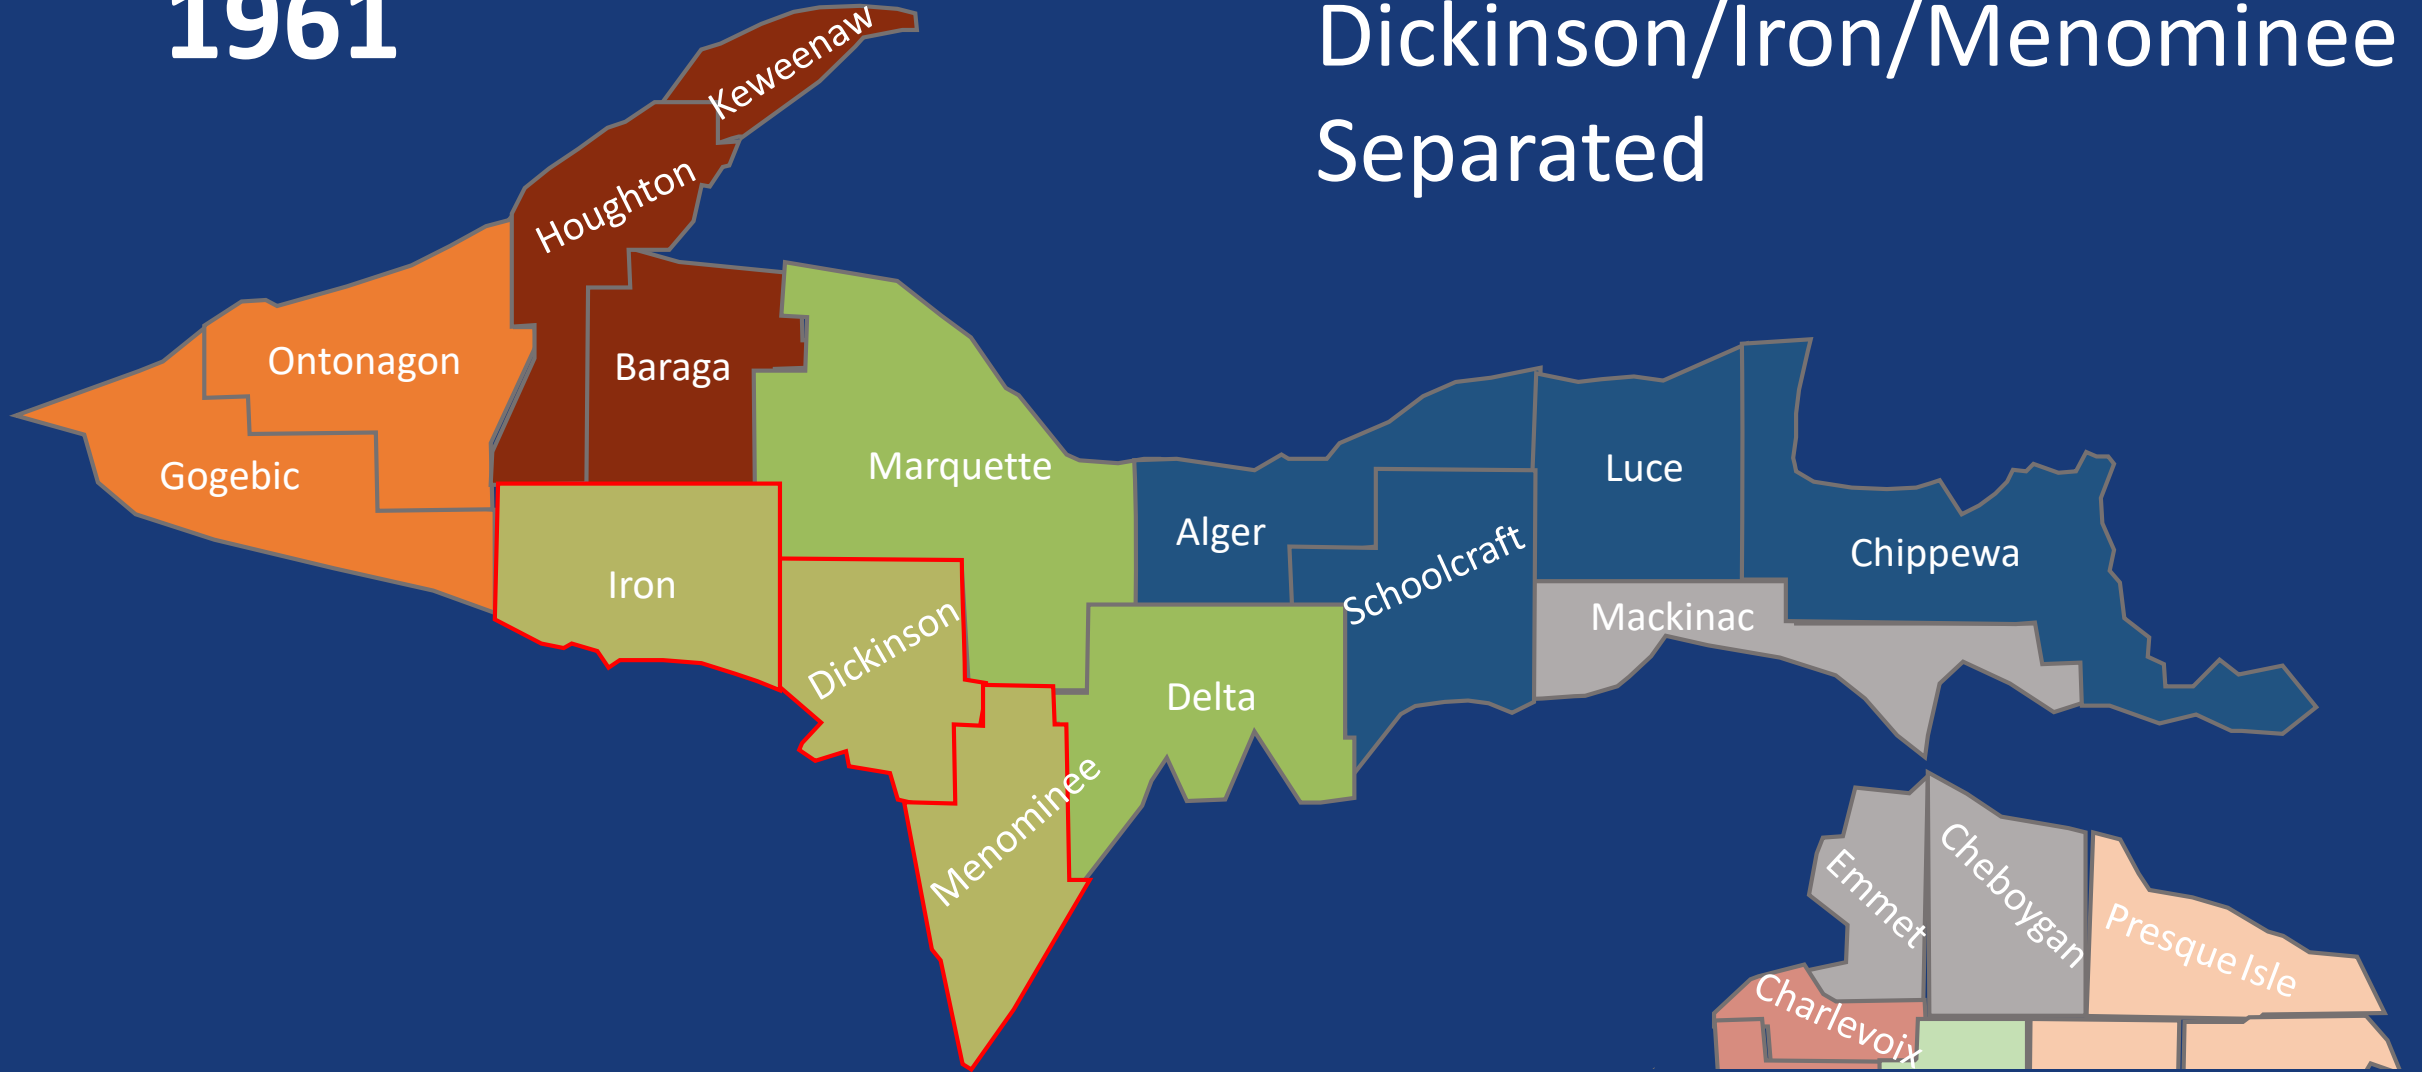 1961
Dickinson/Iron/Menominee
Separated
Keweenaw
Houghton
Ontonagon
Baraga
Gogebic
Marquette
Luce
Alger
Schoolcraft
Chippewa
Iron
Mackinac
Dickinson
Delta
Menominee
Emmet
Cheboygan
Presque Isle
Charlevoix